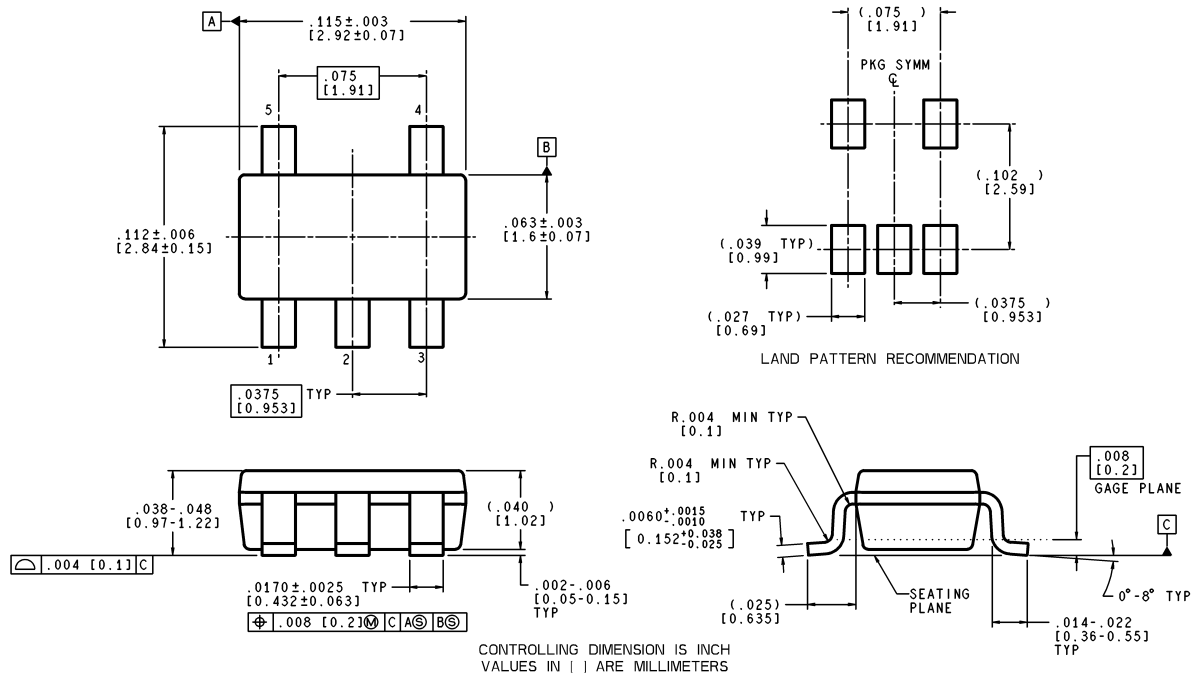 A
.115±.003
[2.92±0.07]
.075
[1.91]
5
4
B
.112±.006
[2.84±0.15]
.063±.003
[1.6±0.07]
1
2
3
.0375
[0.953]
TYP
(.075 )
[1.91]
PKG SYMM
℄
(.102 )
[2.59]
(.039 TYP)
[0.99]
(.027 TYP)
[0.69]
(.0375 )
[0.953]
LAND PATTERN RECOMMENDATION
.038-.048
[0.97-1.22]
(.040 )
[1.02]
⌓ .004 [0.1] C
.0170±.0025 TYP
[0.432±0.063]
⌖ .008 [0.2]Ⓜ C AⓈ BⓈ
.002-.006
[0.05-0.15]
TYP
R.004 MIN TYP
[0.1]
R.004 MIN TYP
[0.1]
.0060+.0015 -.0010 TYP
[0.152+0.038 -0.025]
.008
[0.2]
GAGE PLANE
C
SEATING
PLANE
0°-8° TYP
(.025)
[0.635]
.014-.022
[0.36-0.55]
TYP
CONTROLLING DIMENSION IS INCH
VALUES IN [ ] ARE MILLIMETERS